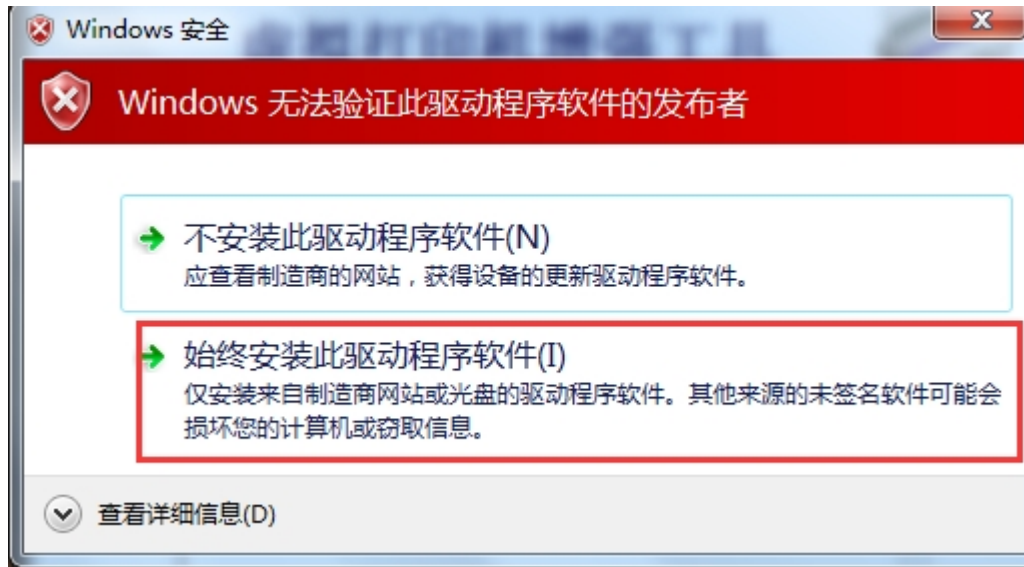 Windows 安全
Windows 无法验证此驱动程序软件的发布者
不安装此驱动程序软件(N)
应查看制造商的网站，获得设备的更新驱动程序软件。
始终安装此驱动程序软件(I)
仅安装来自制造商网站或光盘的驱动程序软件。其他来源的未签名软件可能会
损坏您的计算机或窃取信息。
查看详细信息(D)